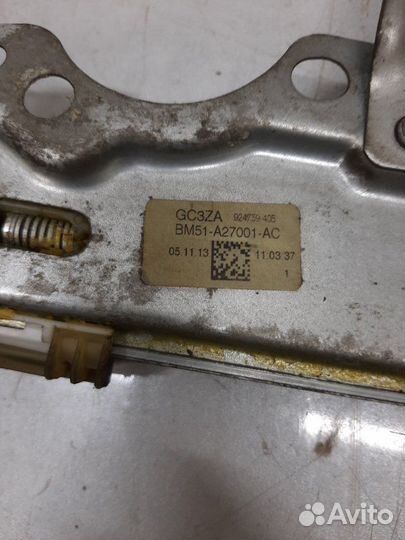 GC3ZA 924759 405
BM51-A27001-AC
05.11.13 11:03 37
1
Avito